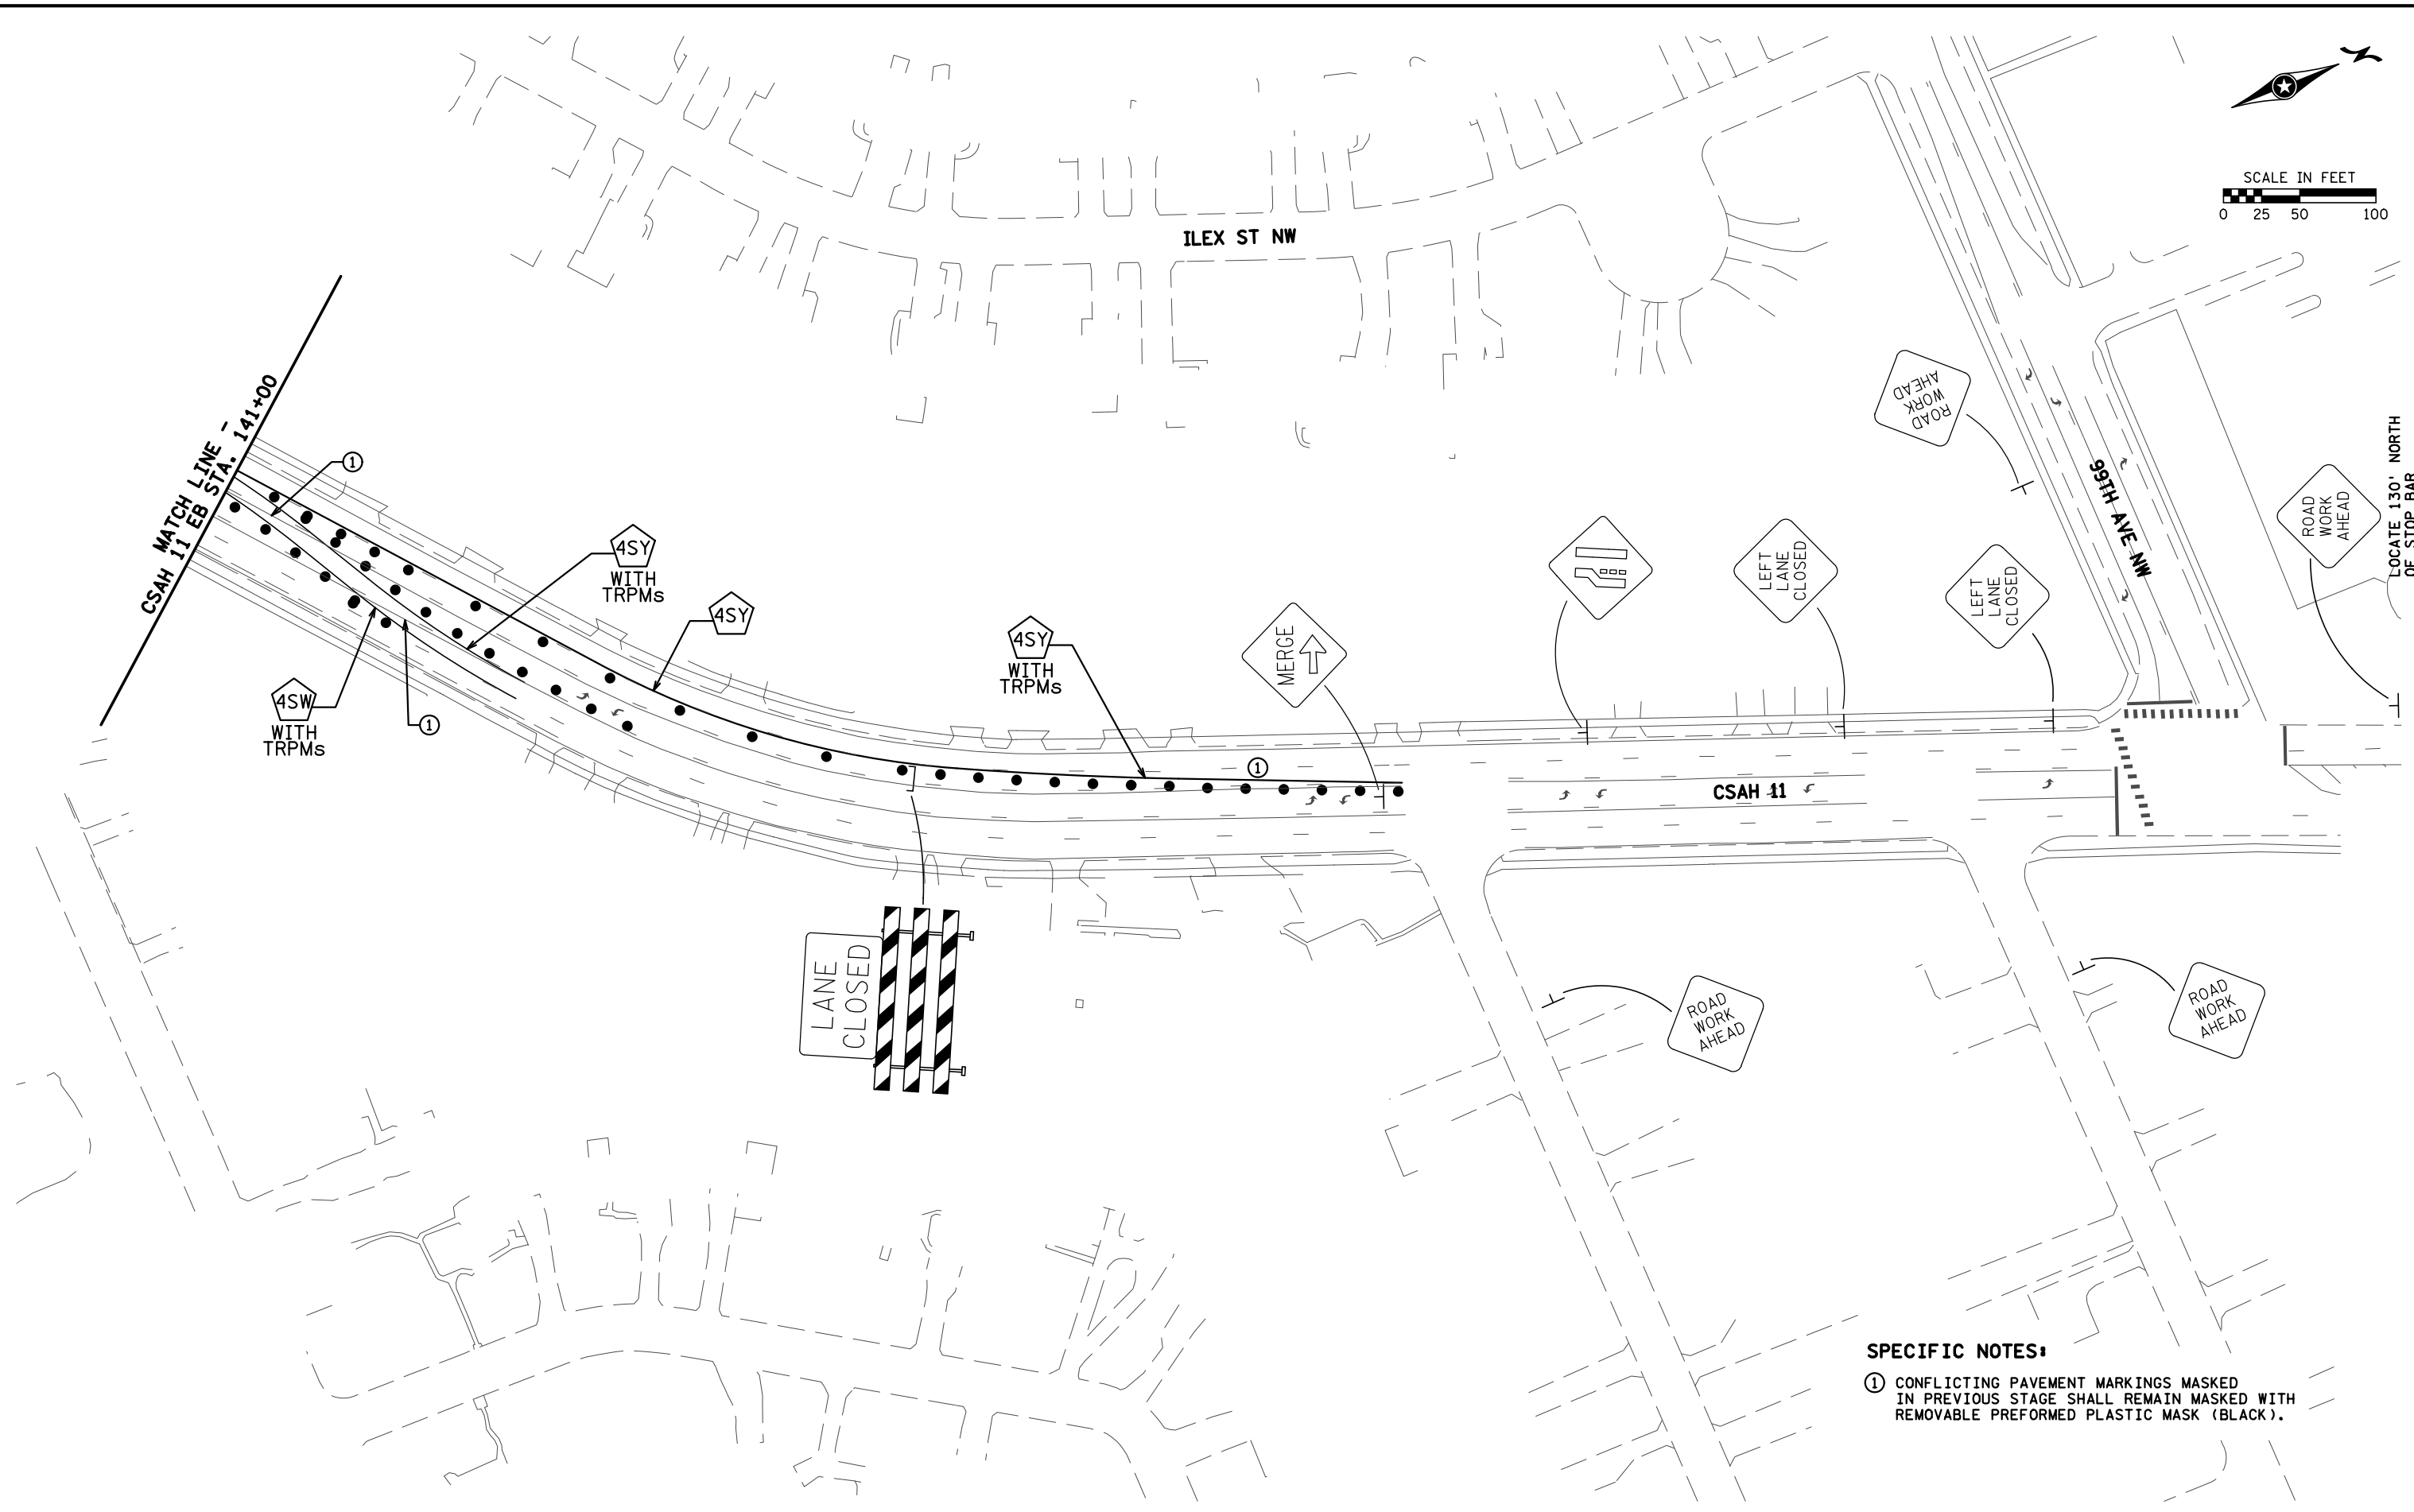 SCALE IN FEET
0 25 50 100
ILEX ST NW
MATCH LINE -
CSAH 11 EB STA. 141+00
1
4SY
WITH
TRPMs
4SY
4SY
WITH
TRPMs
4SW
WITH
TRPMs
1
1
MERGE
LEFT
LANE
CLOSED
LEFT
LANE
CLOSED
ROAD
WORK
AHEAD
99TH AVE NW
ROAD
WORK
AHEAD
LOCATE 130' NORTH
OF STOP BAR
CSAH 11
LANE
CLOSED
ROAD
WORK
AHEAD
ROAD
WORK
AHEAD
SPECIFIC NOTES:
1 CONFLICTING PAVEMENT MARKINGS MASKED
IN PREVIOUS STAGE SHALL REMAIN MASKED WITH
REMOVABLE PREFORMED PLASTIC MASK (BLACK).